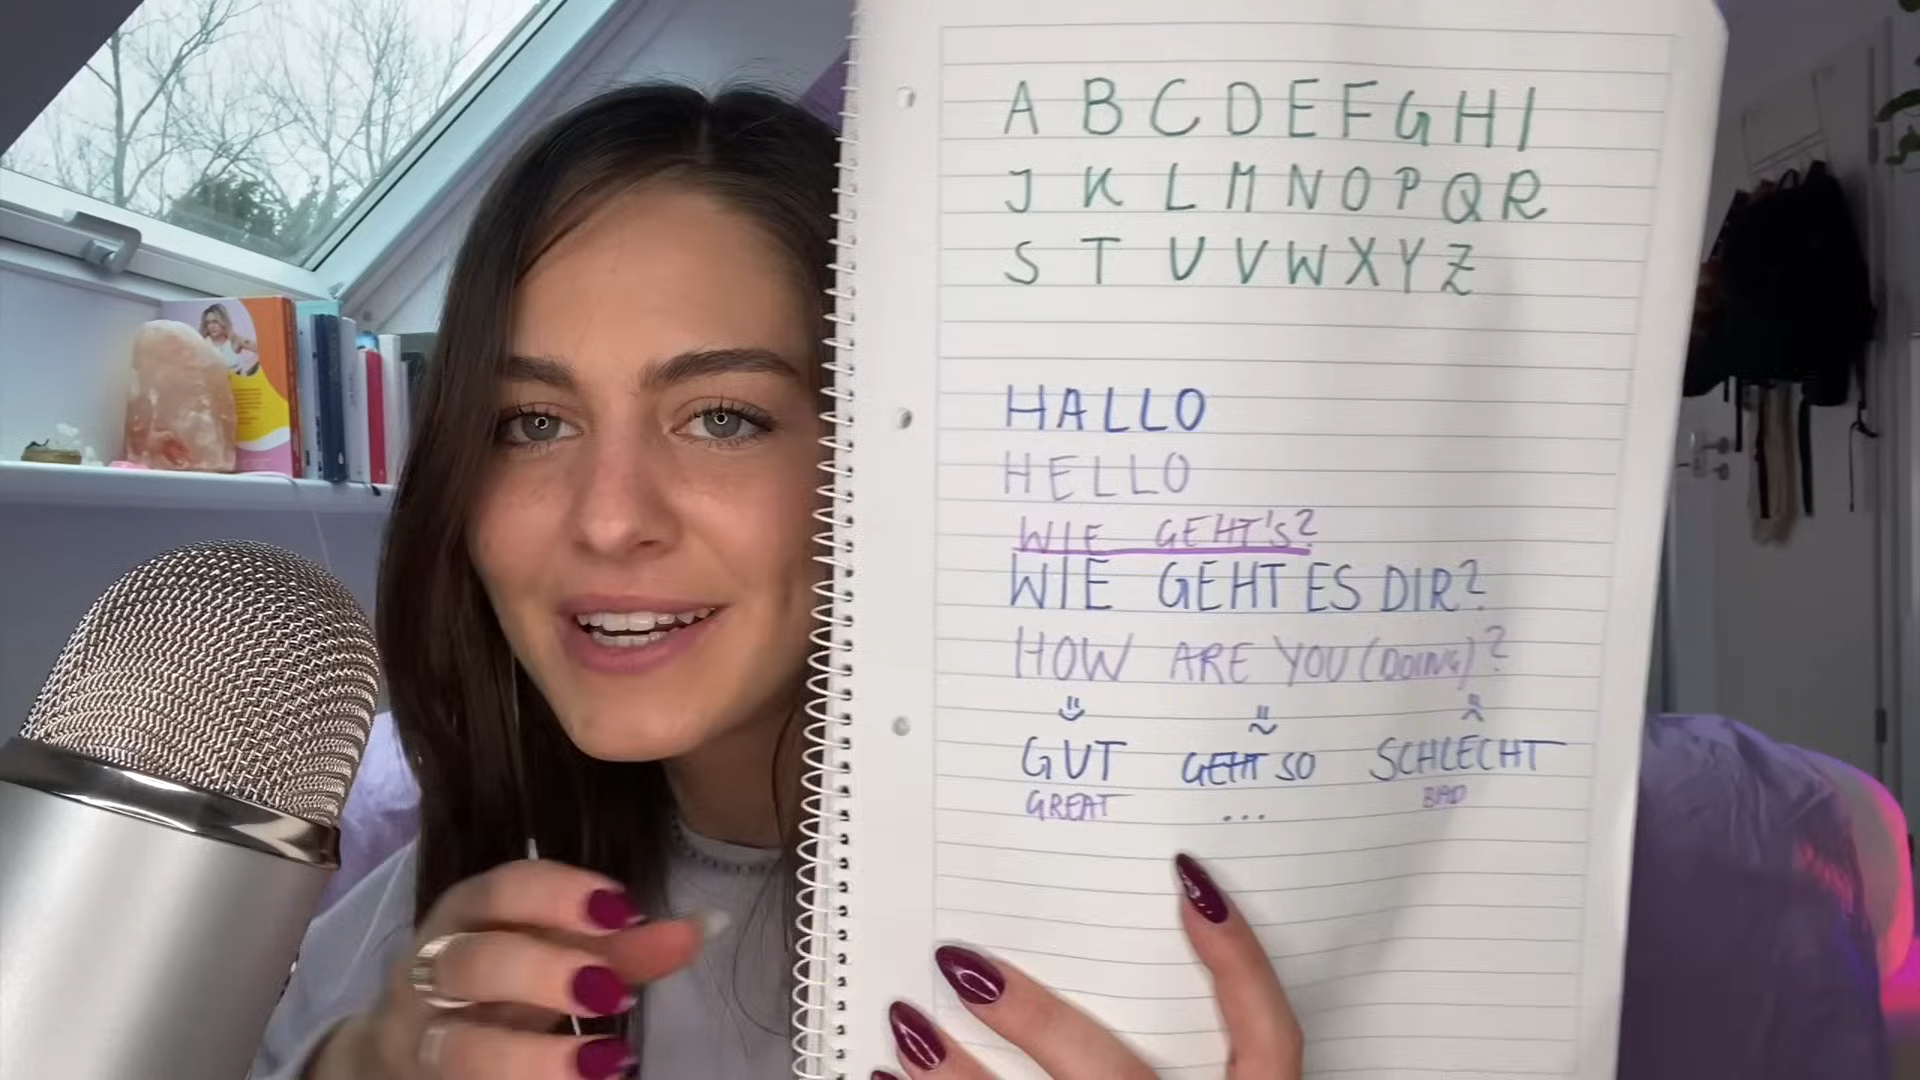 A B C D E F G H I
J K L M N O P Q R
S T U V W X Y Z
HALLO
HELLO
WIE GEHT'S?
WIE GEHT ES DIR?
HOW ARE YOU (DOING)?
GUT GEHT SO SCHLECHT
GREAT ... BAD